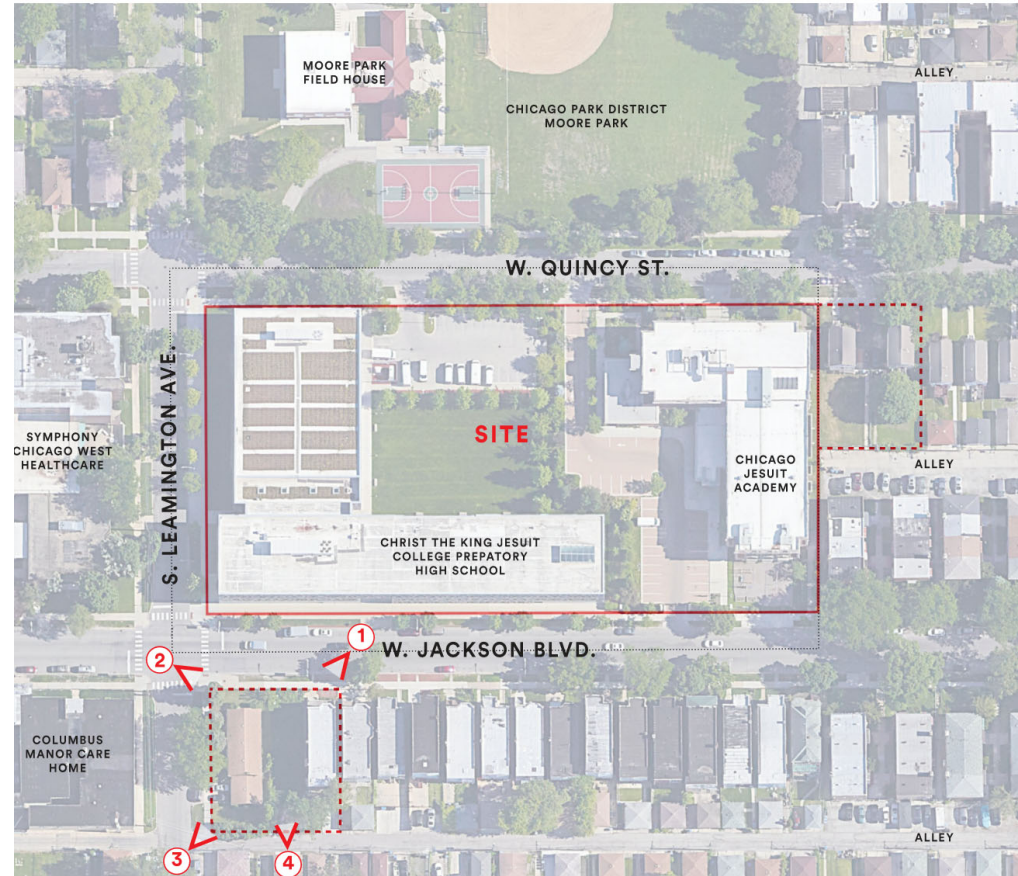 MOORE PARK
FIELD HOUSE
ALLEY
CHICAGO PARK DISTRICT
MOORE PARK
W. QUINCY ST.
S. LEAMINGTON AVE.
SITE
SYMPHONY
CHICAGO WEST
HEALTHCARE
CHICAGO
JESUIT
ACADEMY
ALLEY
CHRIST THE KING JESUIT
COLLEGE PREPATORY
HIGH SCHOOL
1
W. JACKSON BLVD.
2
COLUMBUS
MANOR CARE
HOME
ALLEY
3
4